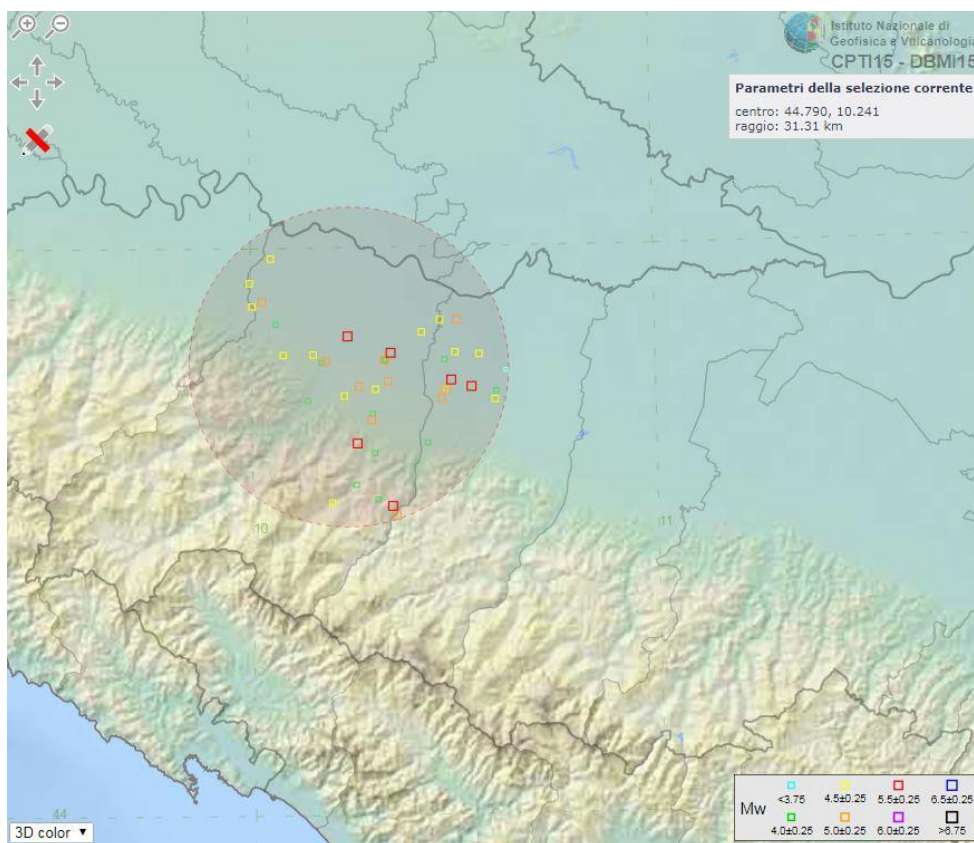 Istituto Nazionale di
Geofisica e Vulcanologia
CPTI15 - DBMI15
Parametri della selezione corrente
centro: 44.790, 10.241
raggio: 31.31 km
10
11
44
3D color
Mw
<3.75 4.5±0.25 5.5±0.25 6.5±0.25
4.0±0.25 5.0±0.25 6.0±0.25 >6.75